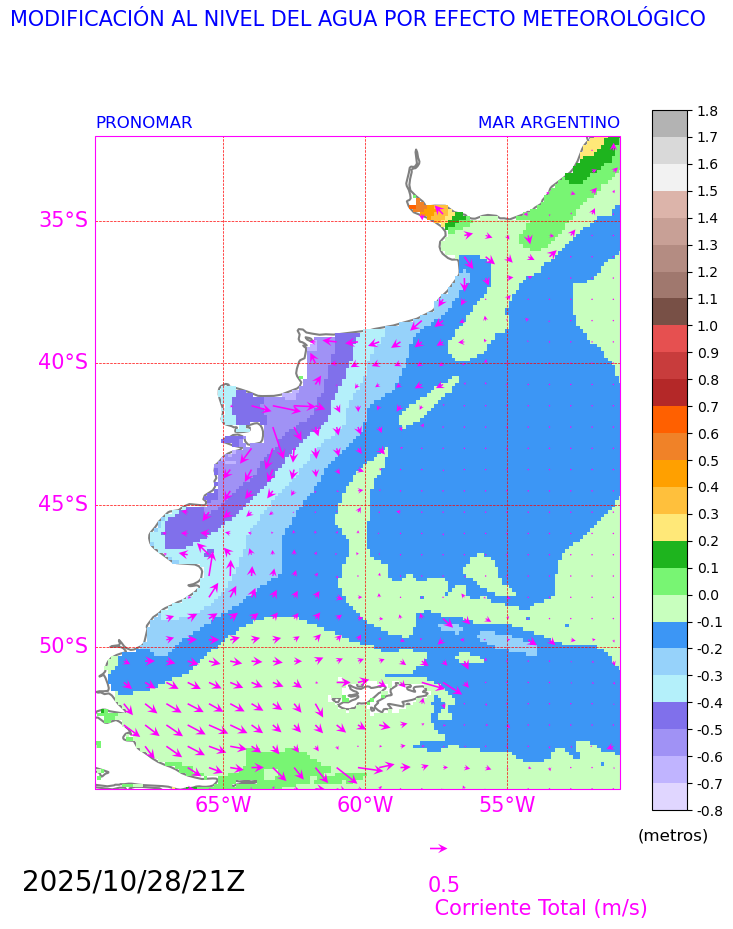 MODIFICACIÓN AL NIVEL DEL AGUA POR EFECTO METEOROLÓGICO
PRONOMAR MAR ARGENTINO
1.8
1.7
1.6
1.5
1.4
1.3
1.2
1.1
1.0
0.9
0.8
0.7
0.6
0.5
0.4
0.3
0.2
0.1
0.0
-0.1
-0.2
-0.3
-0.4
-0.5
-0.6
-0.7
-0.8
(metros)
35°S
40°S
45°S
50°S
65°W 60°W 55°W
2025/10/28/21Z
0.5
Corriente Total (m/s)